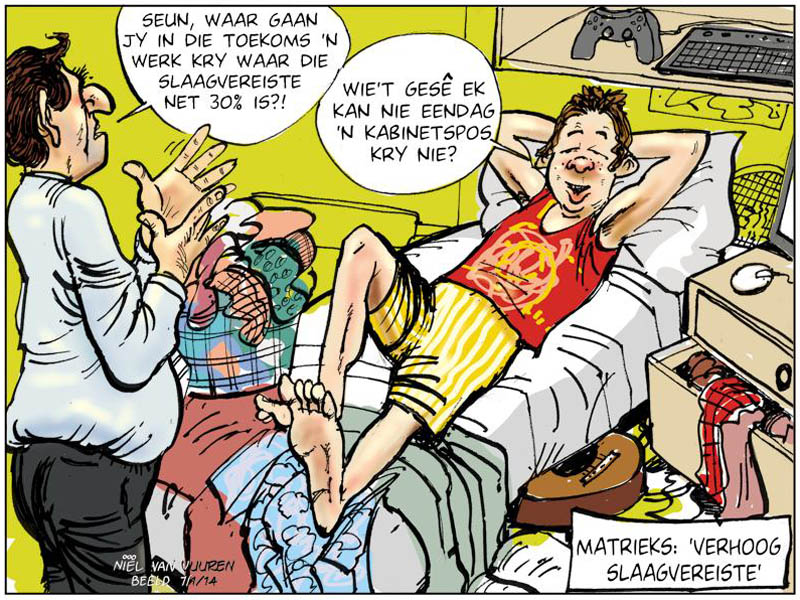 SEUN, WAAR GAAN
JY IN DIE TOEKOMS 'N
WERK KRY WAAR DIE
SLAAGVEREISTE
NET 30% IS?!
WIE'T GESÊ EK
KAN NIE EENDAG
'N KABINETSPOS
KRY NIE?
MATRIEKS: 'VERHOOG
SLAAGVEREISTE'
NIËL VAN VUUREN
BEELD 7/1/14